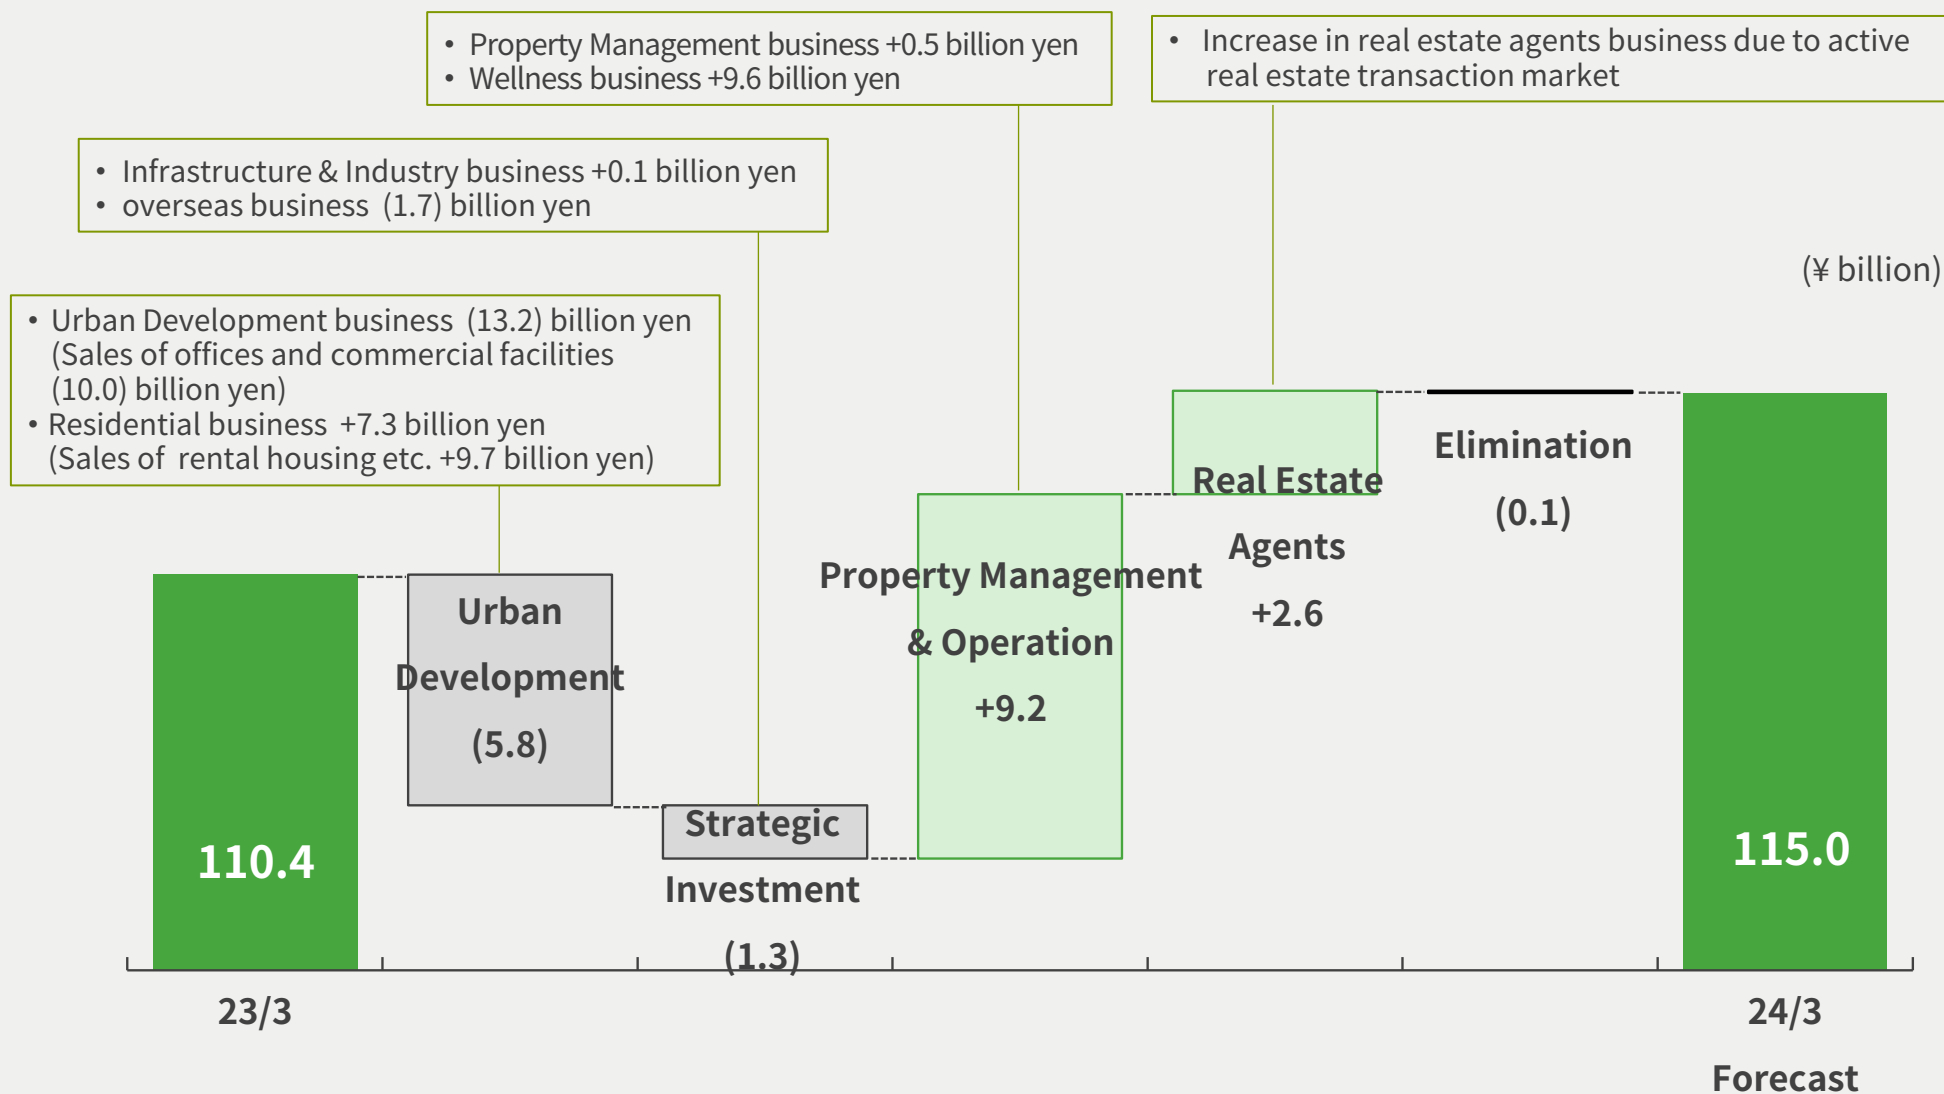 • Property Management business +0.5 billion yen
• Wellness business +9.6 billion yen
• Increase in real estate agents business due to active
real estate transaction market
• Infrastructure & Industry business +0.1 billion yen
• overseas business (1.7) billion yen
(¥ billion)
• Urban Development business (13.2) billion yen
(Sales of offices and commercial facilities
(10.0) billion yen)
• Residential business +7.3 billion yen
(Sales of rental housing etc. +9.7 billion yen)
110.4
Urban
Development
(5.8)
Strategic
Investment
(1.3)
Property Management
& Operation
+9.2
Real Estate
Agents
+2.6
Elimination
(0.1)
115.0
23/3
24/3
Forecast